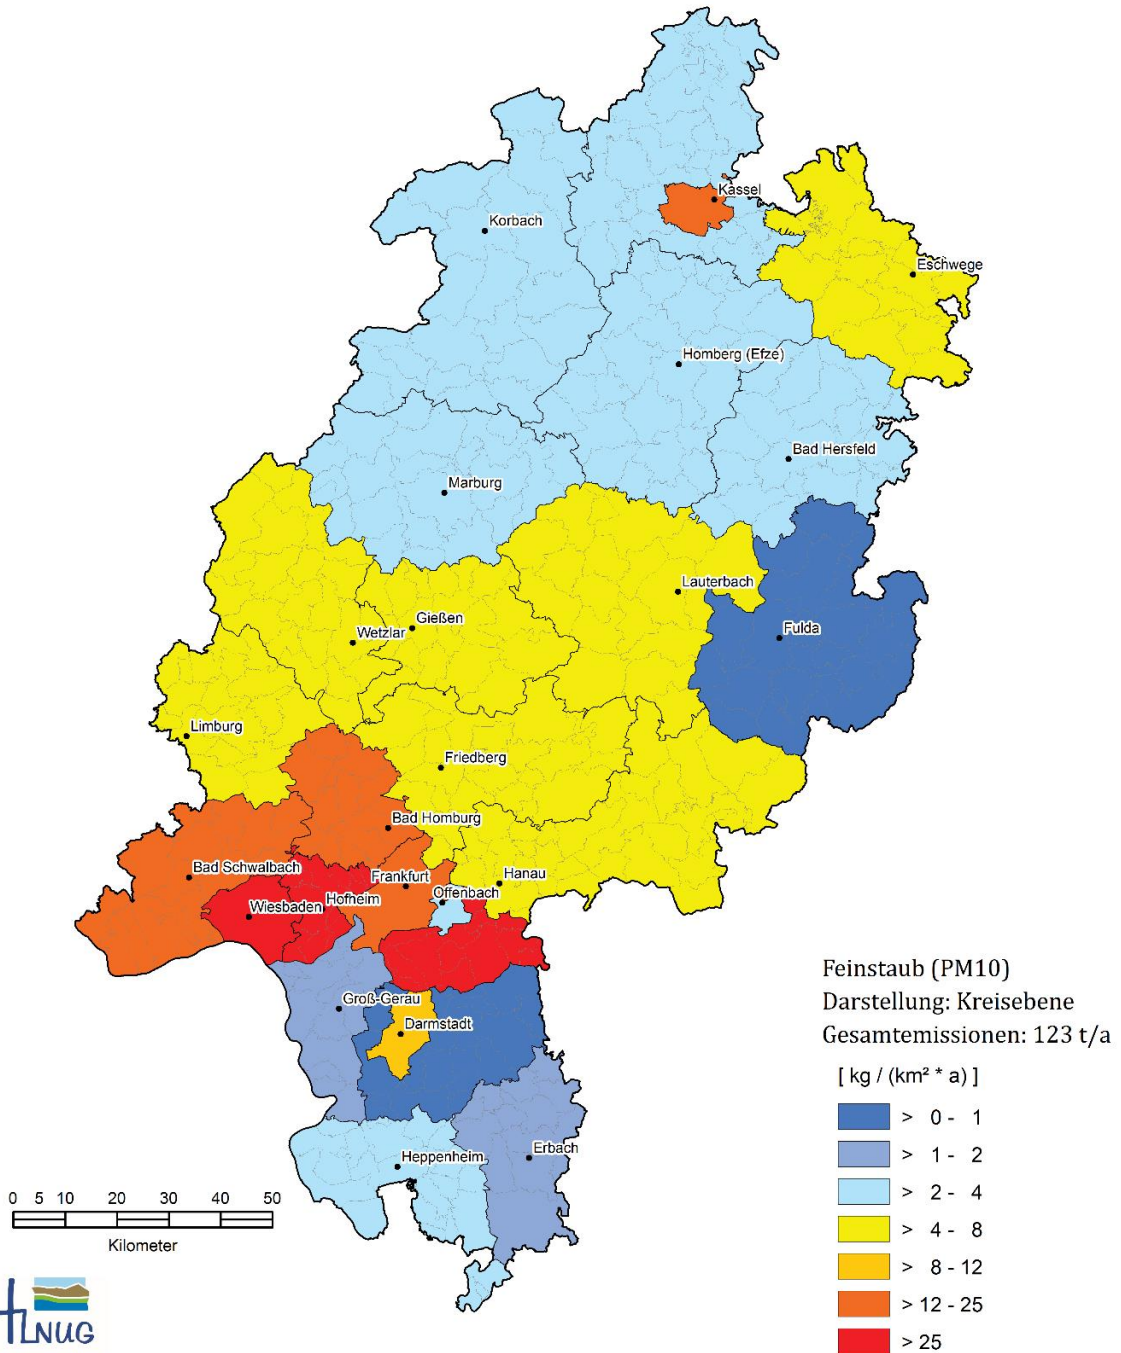 Kassel
Korbach
Eschwege
Homberg (Efze)
Bad Hersfeld
Marburg
Lauterbach
Gießen
Wetzlar
Fulda
Limburg
Friedberg
Bad Homburg
Bad Schwalbach
Frankfurt
Hanau
Offenbach
Hofheim
Wiesbaden
Groß-Gerau
Darmstadt
Erbach
Heppenheim
Feinstaub (PM10)
Darstellung: Kreisebene
Gesamtemissionen: 123 t/a
[ kg / (km² * a) ]
> 0 - 1
> 1 - 2
> 2 - 4
> 4 - 8
> 8 - 12
> 12 - 25
> 25
0 5 10 20 30 40 50
Kilometer
HLNUG